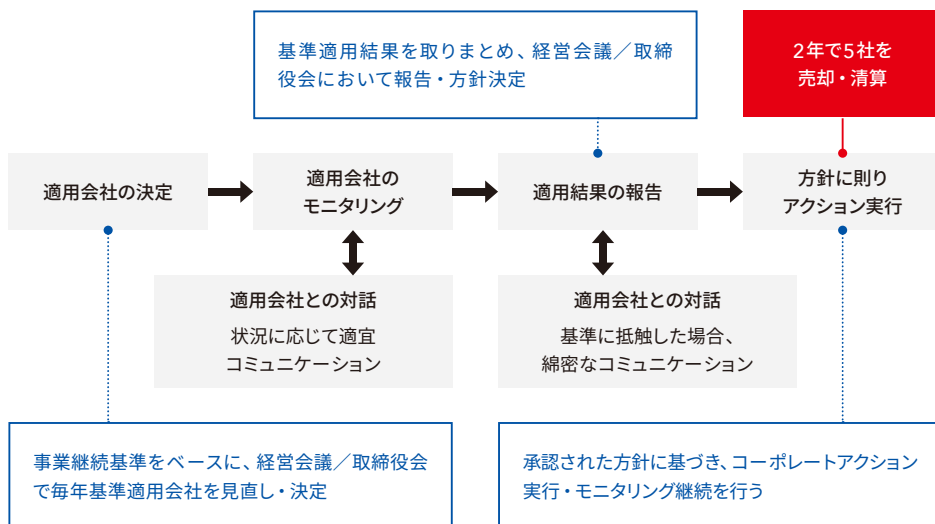 基準適用結果を取りまとめ、経営会議／取締
役会において報告・方針決定
2年で5社を
売却・清算
適用会社の決定
適用会社の
モニタリング
適用結果の報告
方針に則り
アクション実行
適用会社との対話
状況に応じて適宜
コミュニケーション
適用会社との対話
基準に抵触した場合、
綿密なコミュニケーション
事業継続基準をベースに、経営会議／取締役会
で毎年基準適用会社を見直し・決定
承認された方針に基づき、コーポレートアクション
実行・モニタリング継続を行う